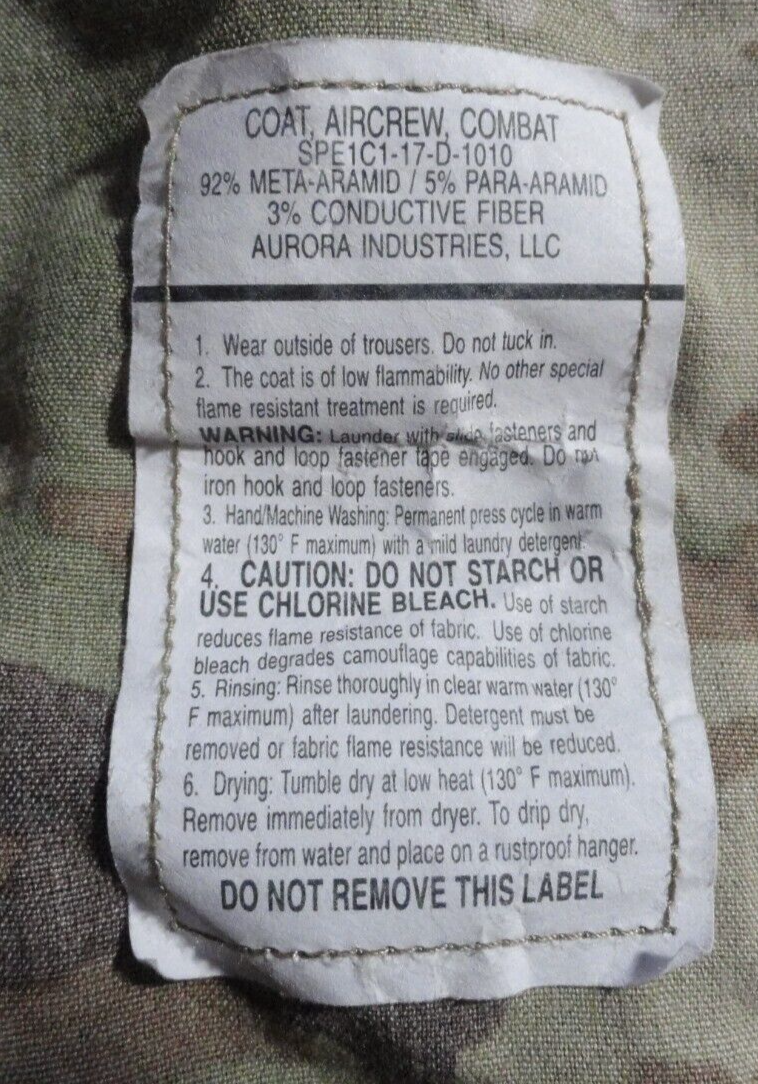 COAT, AIRCREW, COMBAT
SPE1C1-17-D-1010
92% META-ARAMID / 5% PARA-ARAMID
3% CONDUCTIVE FIBER
AURORA INDUSTRIES, LLC
1. Wear outside of trousers. Do not tuck in.
2. The coat is of low flammability. No other special
flame resistant treatment is required.
WARNING: Launder with slide fasteners and
hook and loop fastener tape engaged. Do not
iron hook and loop fasteners.
3. Hand/Machine Washing: Permanent press cycle in warm
water (130° F maximum) with a mild laundry detergent.
4. CAUTION: DO NOT STARCH OR
USE CHLORINE BLEACH. Use of starch
reduces flame resistance of fabric. Use of chlorine
bleach degrades camouflage capabilities of fabric.
5. Rinsing: Rinse thoroughly in clear warm water (130°
F maximum) after laundering. Detergent must be
removed or fabric flame resistance will be reduced.
6. Drying: Tumble dry at low heat (130° F maximum).
Remove immediately from dryer. To drip dry,
remove from water and place on a rustproof hanger.
DO NOT REMOVE THIS LABEL